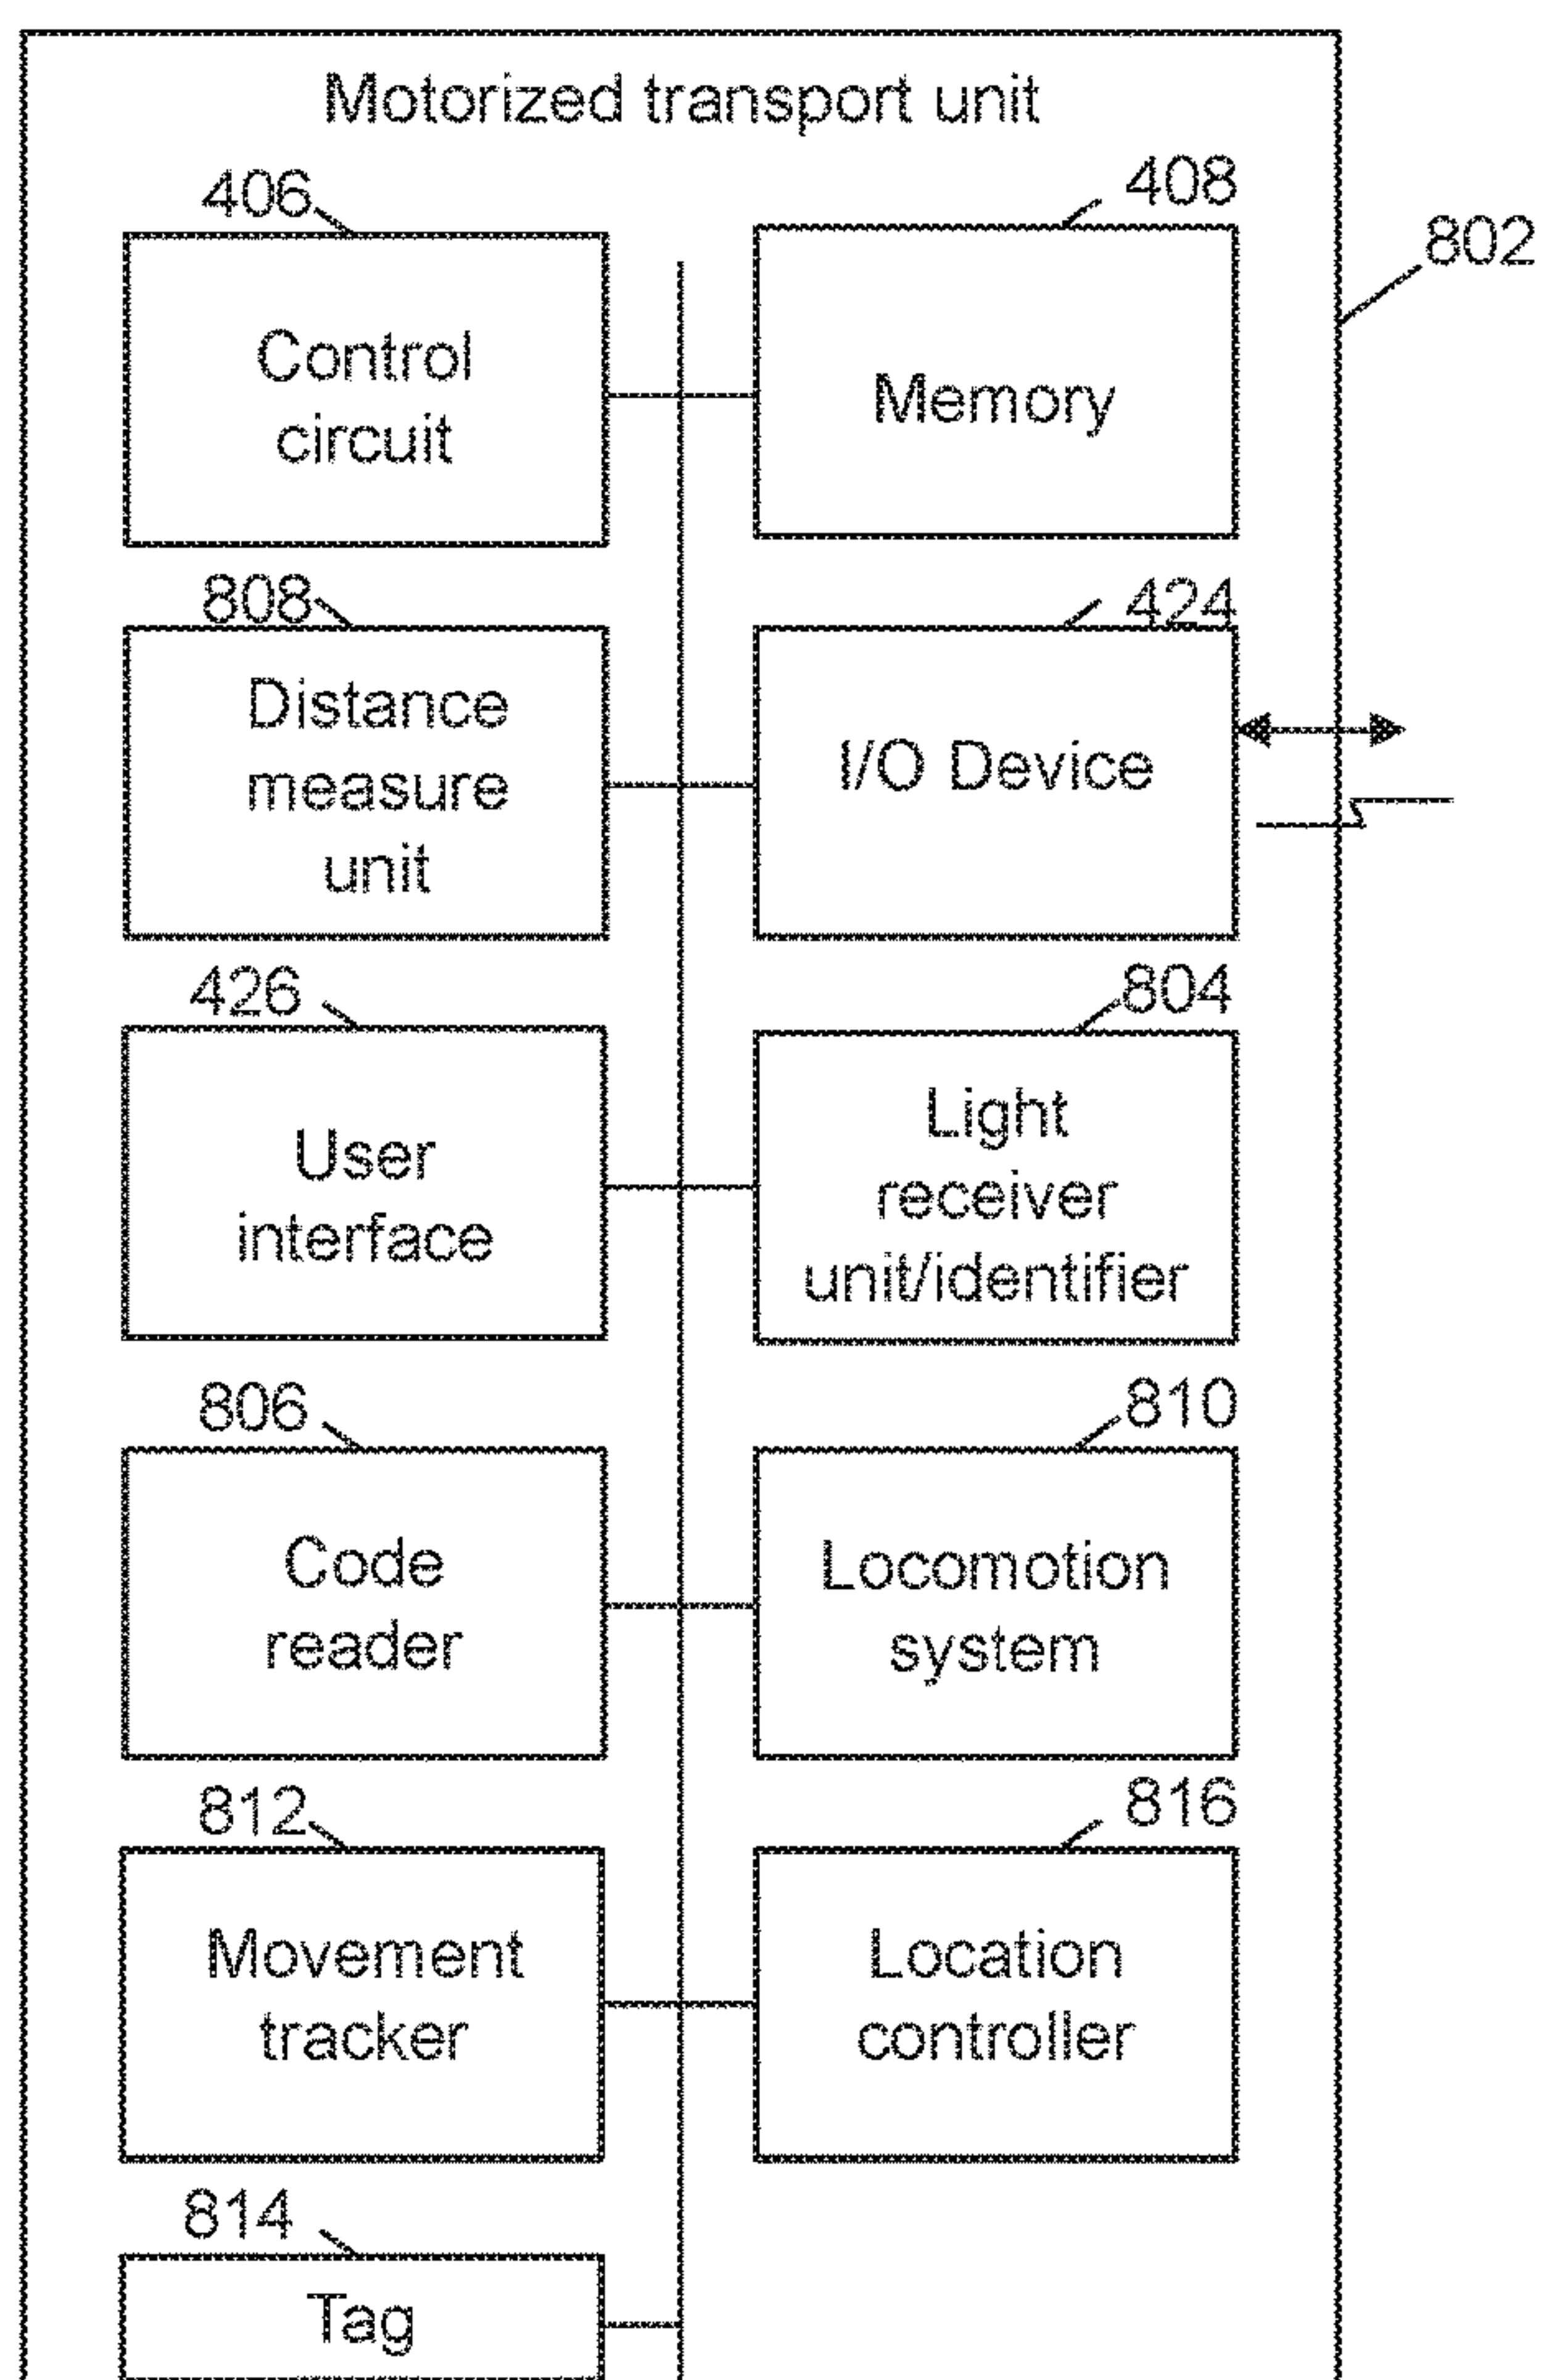 Motorized transport unit
406
408
802
Control
circuit
Memory
808
424
Distance
measure
unit
I/O Device
426
804
User
interface
Light
receiver
unit/identifier
806
810
Code
reader
Locomotion
system
812
816
Movement
tracker
Location
controller
814
Tag